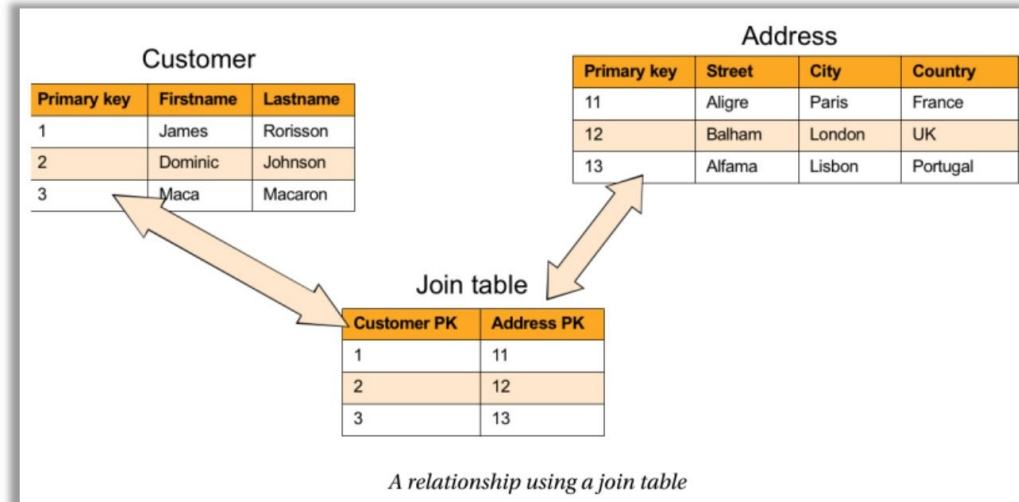 Customer
Primary key Firstname Lastname
1 James Rorisson
2 Dominic Johnson
3 Maca Macaron
Address
Primary key Street City Country
11 Aligre Paris France
12 Balham London UK
13 Alfama Lisbon Portugal
Join table
Customer PK Address PK
1 11
2 12
3 13
A relationship using a join table